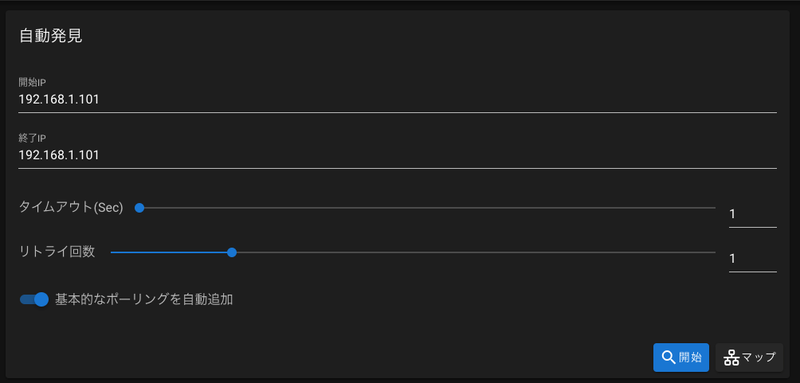 自動発見
開始IP
192.168.1.101
終了IP
192.168.1.101
タイムアウト(Sec) 1
リトライ回数 1
基本的なポーリングを自動追加
開始 マップ